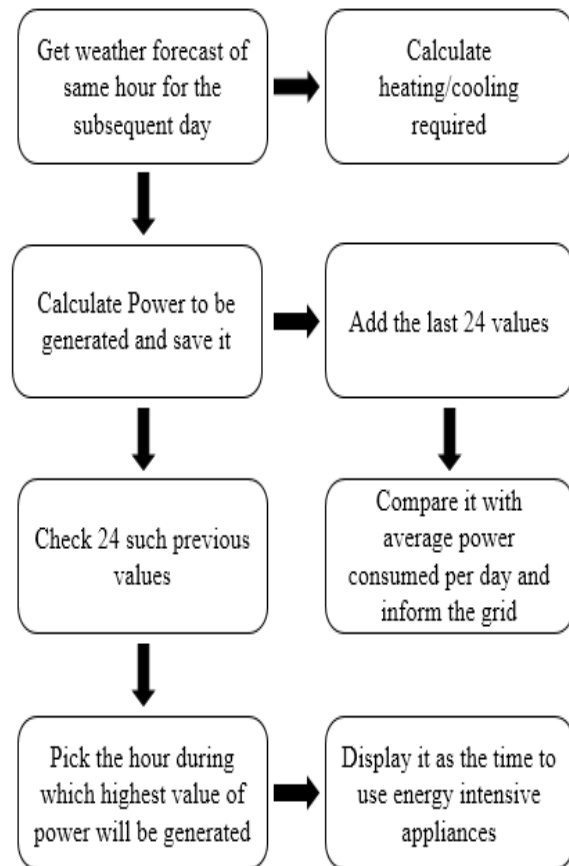 Get weather forecast of
same hour for the
subsequent day
Calculate
heating/cooling
required
Calculate Power to be
generated and save it
Add the last 24 values
Check 24 such previous
values
Compare it with
average power
consumed per day and
inform the grid
Pick the hour during
which highest value of
power will be generated
Display it as the time to
use energy intensive
appliances